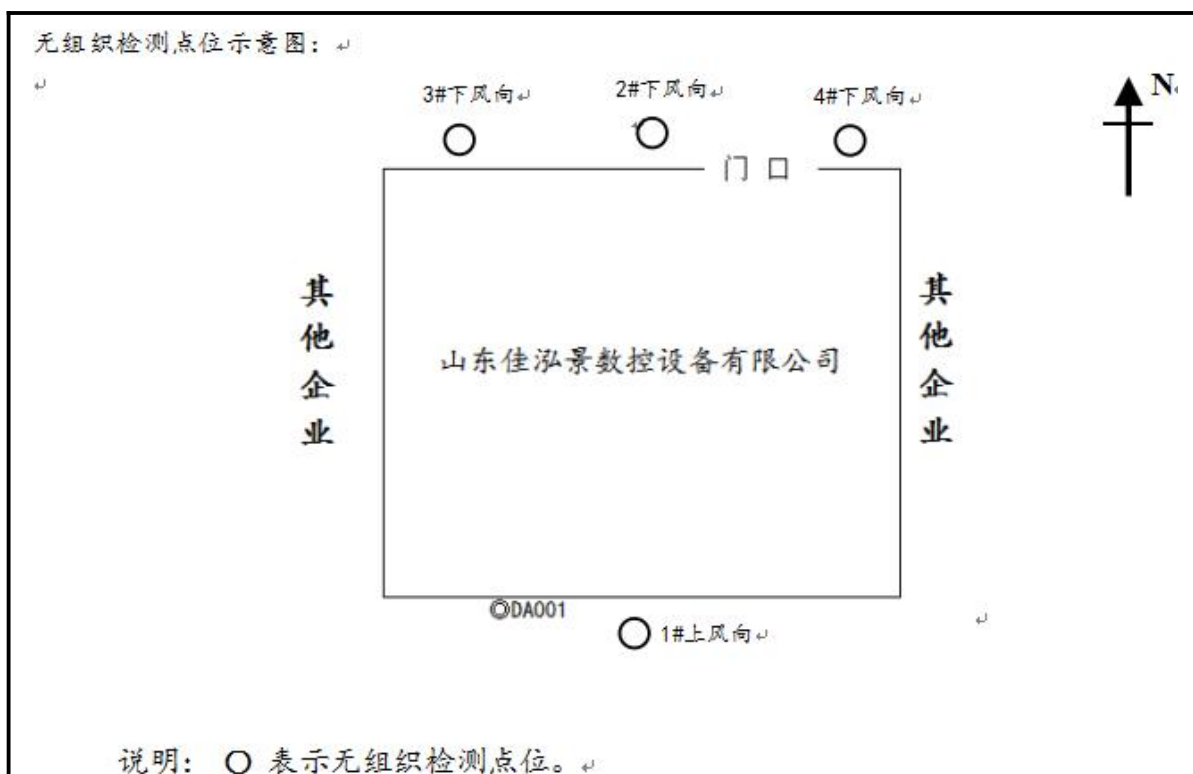 无组织检测点位示意图：
N
3#下风向
2#下风向
4#下风向
门 口
其他企业
山东佳泓景数控设备有限公司
其他企业
◎DA001
1#上风向
说明： ○ 表示无组织检测点位。